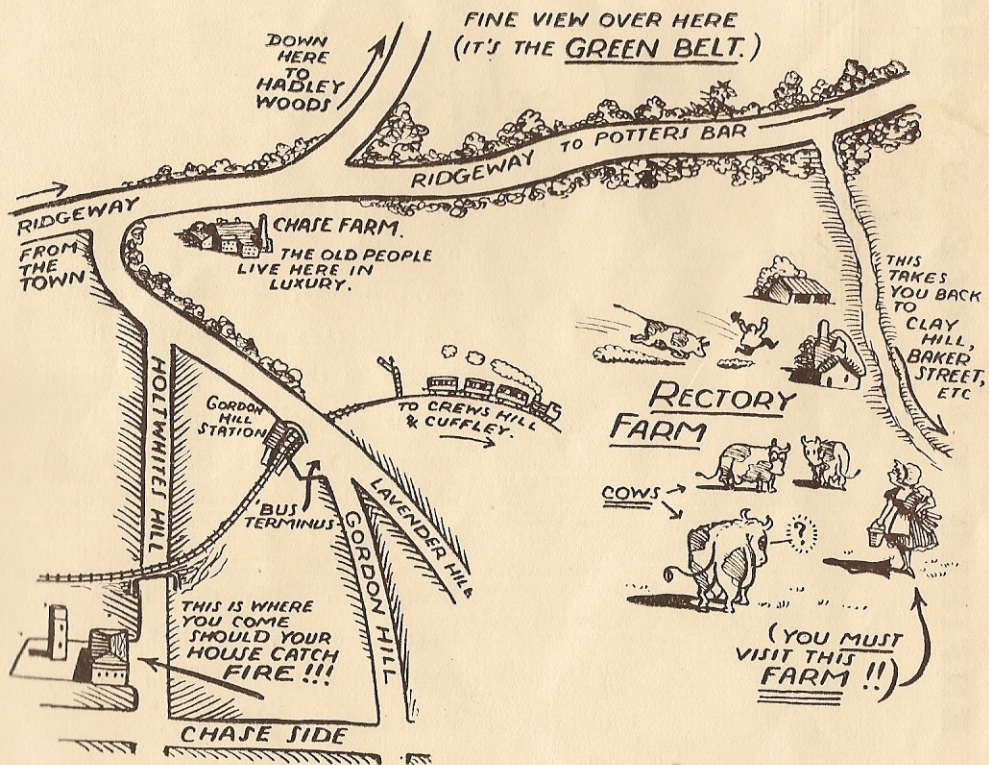 FINE VIEW OVER HERE
(IT'S THE GREEN BELT.)
DOWN
HERE
TO
HADLEY
WOODS
RIDGEWAY TO POTTERS BAR
RIDGEWAY
FROM
THE
TOWN
CHASE FARM.
THE OLD PEOPLE
LIVE HERE IN
LUXURY.
THIS
TAKES
YOU BACK
TO
CLAY
HILL,
BAKER
STREET,
ETC
HOLTWHITES HILL
GORDON
HILL
STATION
TO CREWS HILL
& CUFFLEY.
RECTORY
FARM
BUS
TERMINUS
LAVENDER HILL
GORDON HILL
COWS
?
THIS IS WHERE
YOU COME
SHOULD YOUR
HOUSE CATCH
FIRE !!!
(YOU MUST
VISIT THIS
FARM !!)
CHASE SIDE